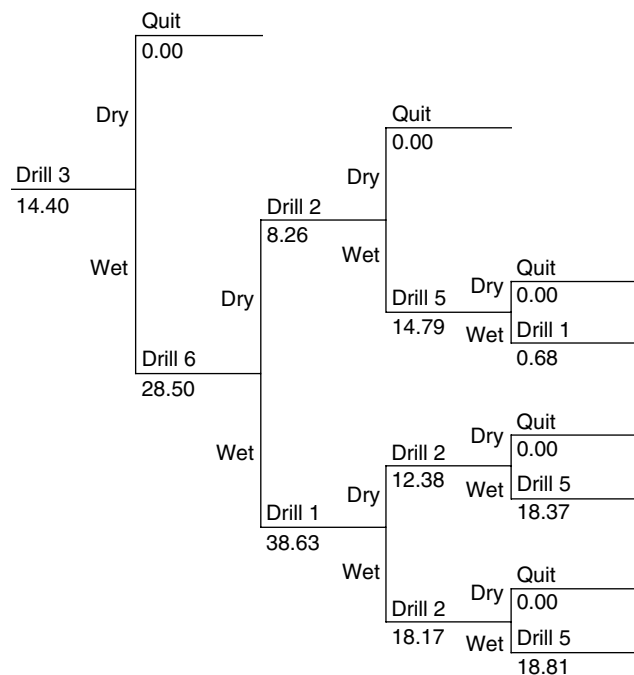 Quit
0.00
Dry
Quit
0.00
Drill 3
14.40
Dry
Drill 2
8.26
Wet
Wet
Quit
Dry
0.00
Dry
Drill 5
14.79
Wet
Drill 1
0.68
Drill 6
28.50
Quit
Dry
0.00
Wet
Drill 2
12.38
Wet
Drill 5
18.37
Dry
Drill 1
38.63
Wet
Quit
Dry
0.00
Drill 2
18.17
Wet
Drill 5
18.81